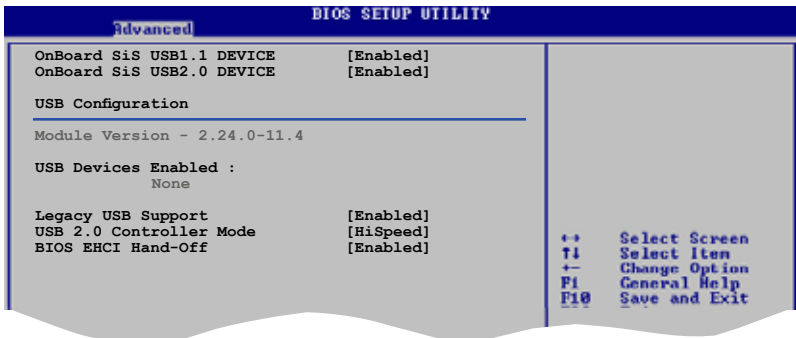 BIOS SETUP UTILITY
Advanced
OnBoard SiS USB1.1 DEVICE [Enabled]
OnBoard SiS USB2.0 DEVICE [Enabled]
USB Configuration
Module Version - 2.24.0-11.4
USB Devices Enabled :
None
Legacy USB Support [Enabled]
USB 2.0 Controller Mode [HiSpeed]
BIOS EHCI Hand-Off [Enabled]
←→ Select Screen
↑↓ Select Item
+- Change Option
F1 General Help
F10 Save and Exit